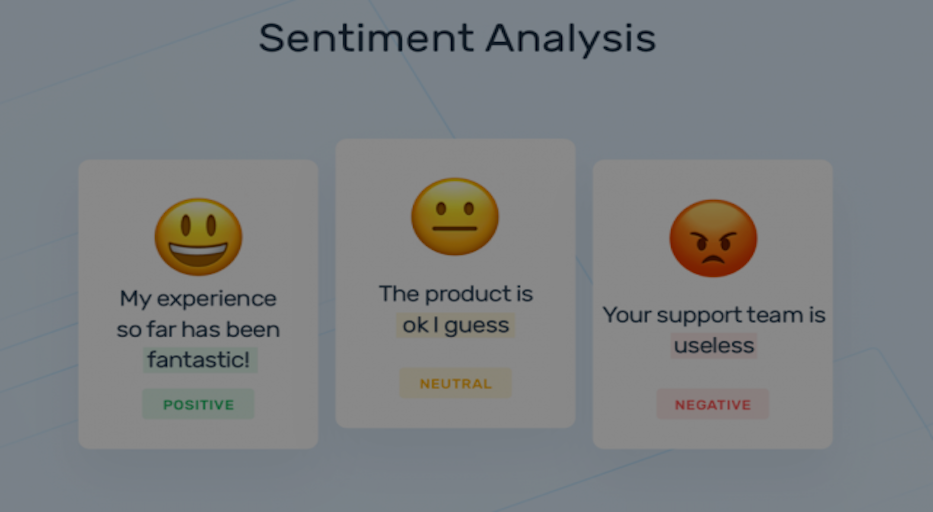 Sentiment Analysis
My experience
so far has been
fantastic!
POSITIVE
The product is
ok I guess
NEUTRAL
Your support team is
useless
NEGATIVE